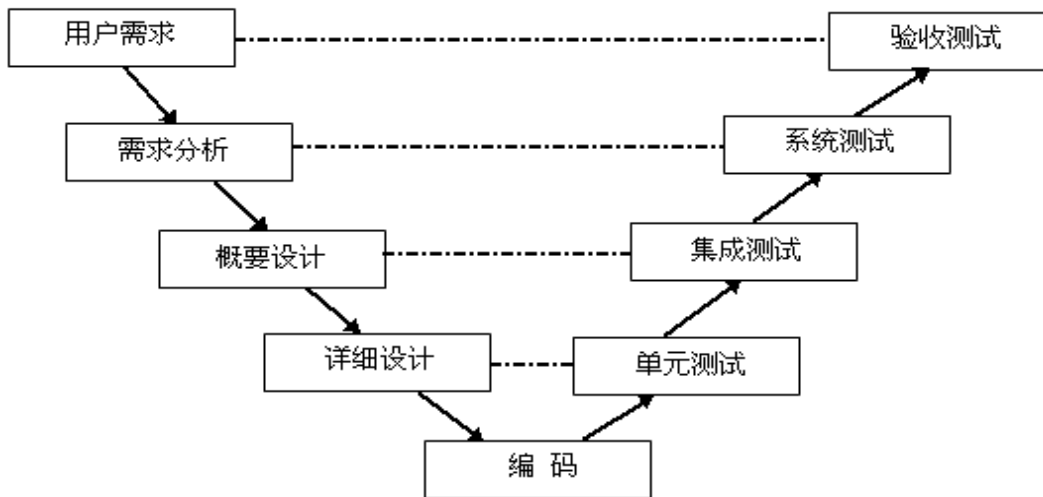 用户需求
验收测试
需求分析
系统测试
概要设计
集成测试
详细设计
单元测试
编 码